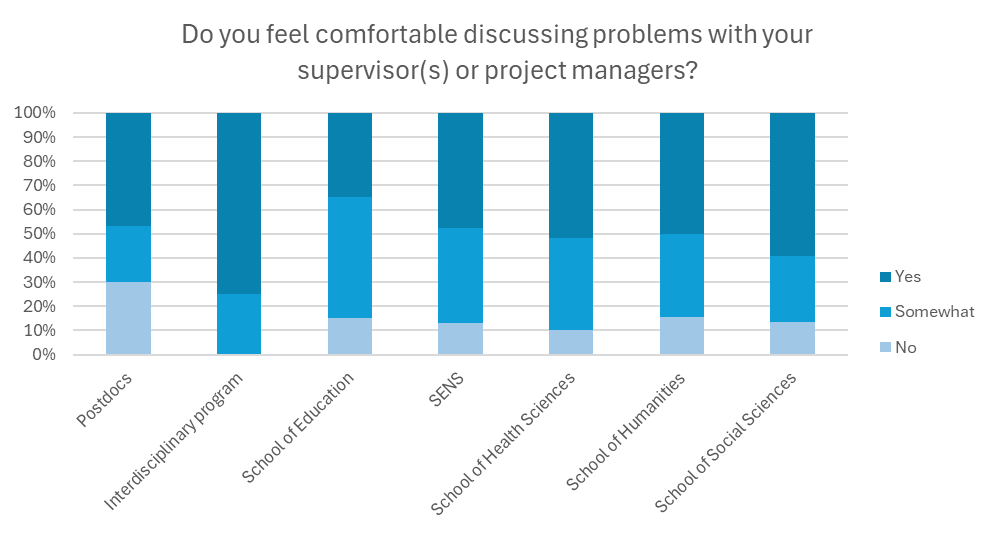 Do you feel comfortable discussing problems with your
supervisor(s) or project managers?
100%
90%
80%
70%
60%
50%
40%
30%
20%
10%
0%
Postdocs
Interdisciplinary program
School of Education
SENS
School of Health Sciences
School of Humanities
School of Social Sciences
Yes
Somewhat
No